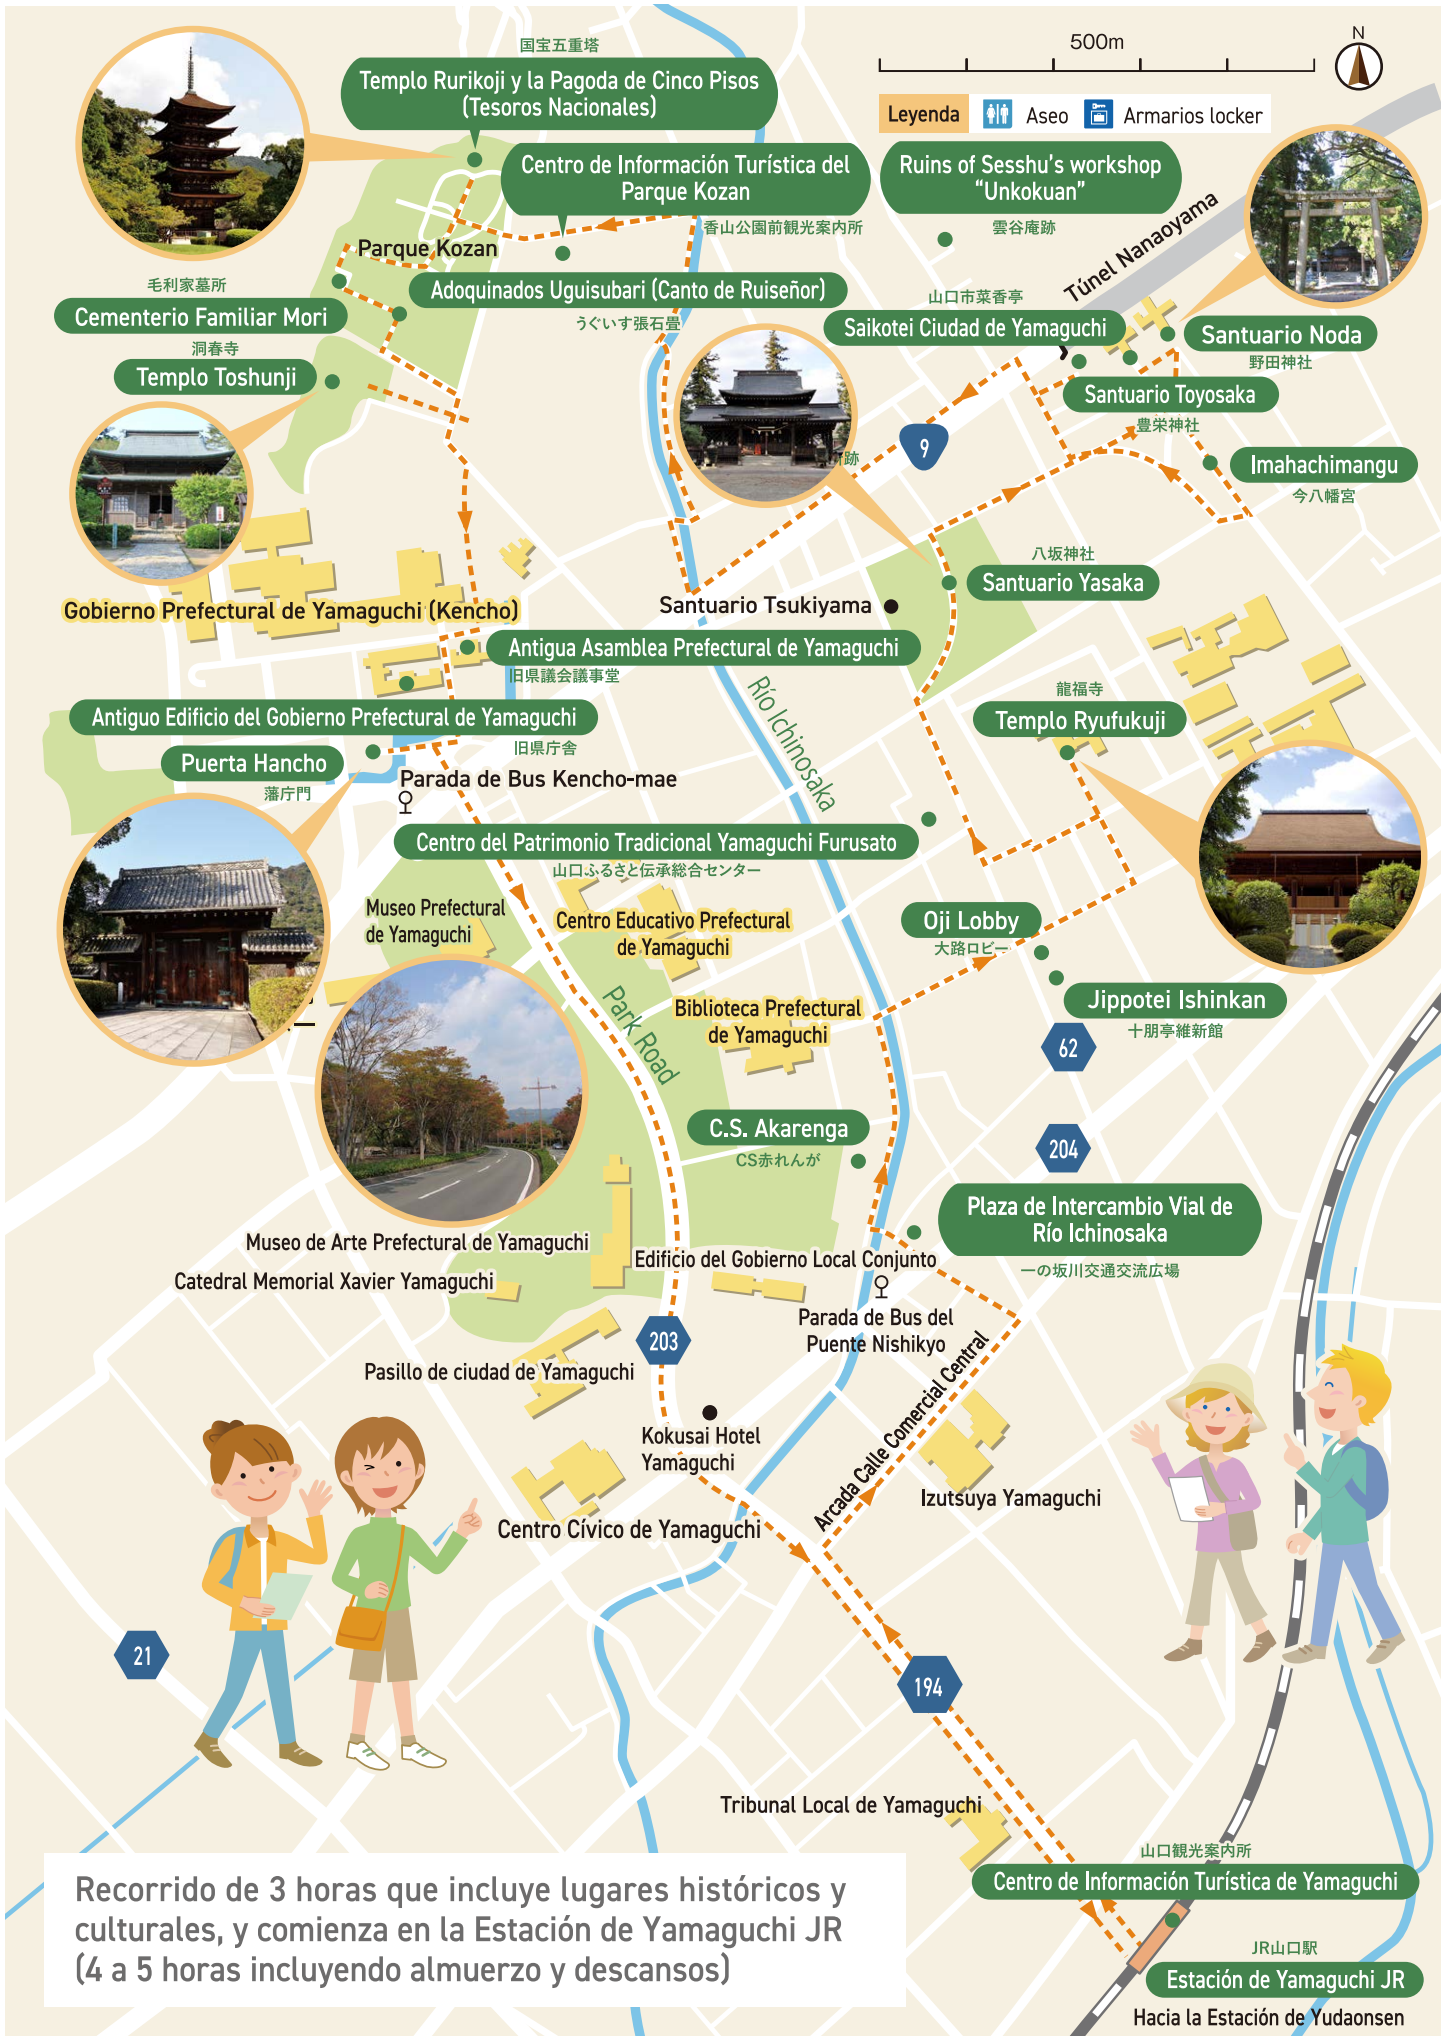 国宝五重塔
Templo Rurikoji y la Pagoda de Cinco Pisos
(Tesoros Nacionales)
500m
N
Leyenda
Aseo
Armarios locker
Centro de Información Turística del
Parque Kozan
香山公園前観光案内所
Ruins of Sesshu's workshop
“Unkokuan”
雲谷庵跡
Túnel Nanaoyama
Parque Kozan
毛利家墓所
Cementerio Familiar Mori
Adoquinados Uguisubari (Canto de Ruiseñor)
うぐいす張石畳
山口市菜香亭
Saikotei Ciudad de Yamaguchi
Santuario Noda
野田神社
洞春寺
Templo Toshunji
Santuario Toyosaka
豊栄神社
9
跡
Imahachimangu
今八幡宮
八坂神社
Santuario Yasaka
Gobierno Prefectural de Yamaguchi (Kencho)
Santuario Tsukiyama
Antigua Asamblea Prefectural de Yamaguchi
旧県議会議事堂
Río Ichinosaka
龍福寺
Templo Ryufukuji
Antiguo Edificio del Gobierno Prefectural de Yamaguchi
旧県庁舎
Puerta Hancho
藩庁門
Parada de Bus Kencho-mae
Centro del Patrimonio Tradicional Yamaguchi Furusato
山口ふるさと伝承総合センター
Museo Prefectural
de Yamaguchi
Centro Educativo Prefectural
de Yamaguchi
Oji Lobby
大路ロビー
Park Road
Biblioteca Prefectural
de Yamaguchi
Jippotei Ishinkan
十朋亭維新館
62
C.S. Akarenga
CS赤れんが
204
Plaza de Intercambio Vial de
Río Ichinosaka
一の坂川交通交流広場
Museo de Arte Prefectural de Yamaguchi
Edificio del Gobierno Local Conjunto
Catedral Memorial Xavier Yamaguchi
Parada de Bus del
Puente Nishikyo
203
Pasillo de ciudad de Yamaguchi
Arcada Calle Comercial Central
Kokusai Hotel
Yamaguchi
Izutsuya Yamaguchi
Centro Cívico de Yamaguchi
21
194
Tribunal Local de Yamaguchi
山口観光案内所
Centro de Información Turística de Yamaguchi
Recorrido de 3 horas que incluye lugares históricos y
culturales, y comienza en la Estación de Yamaguchi JR
(4 a 5 horas incluyendo almuerzo y descansos)
JR山口駅
Estación de Yamaguchi JR
Hacia la Estación de Yudaonsen